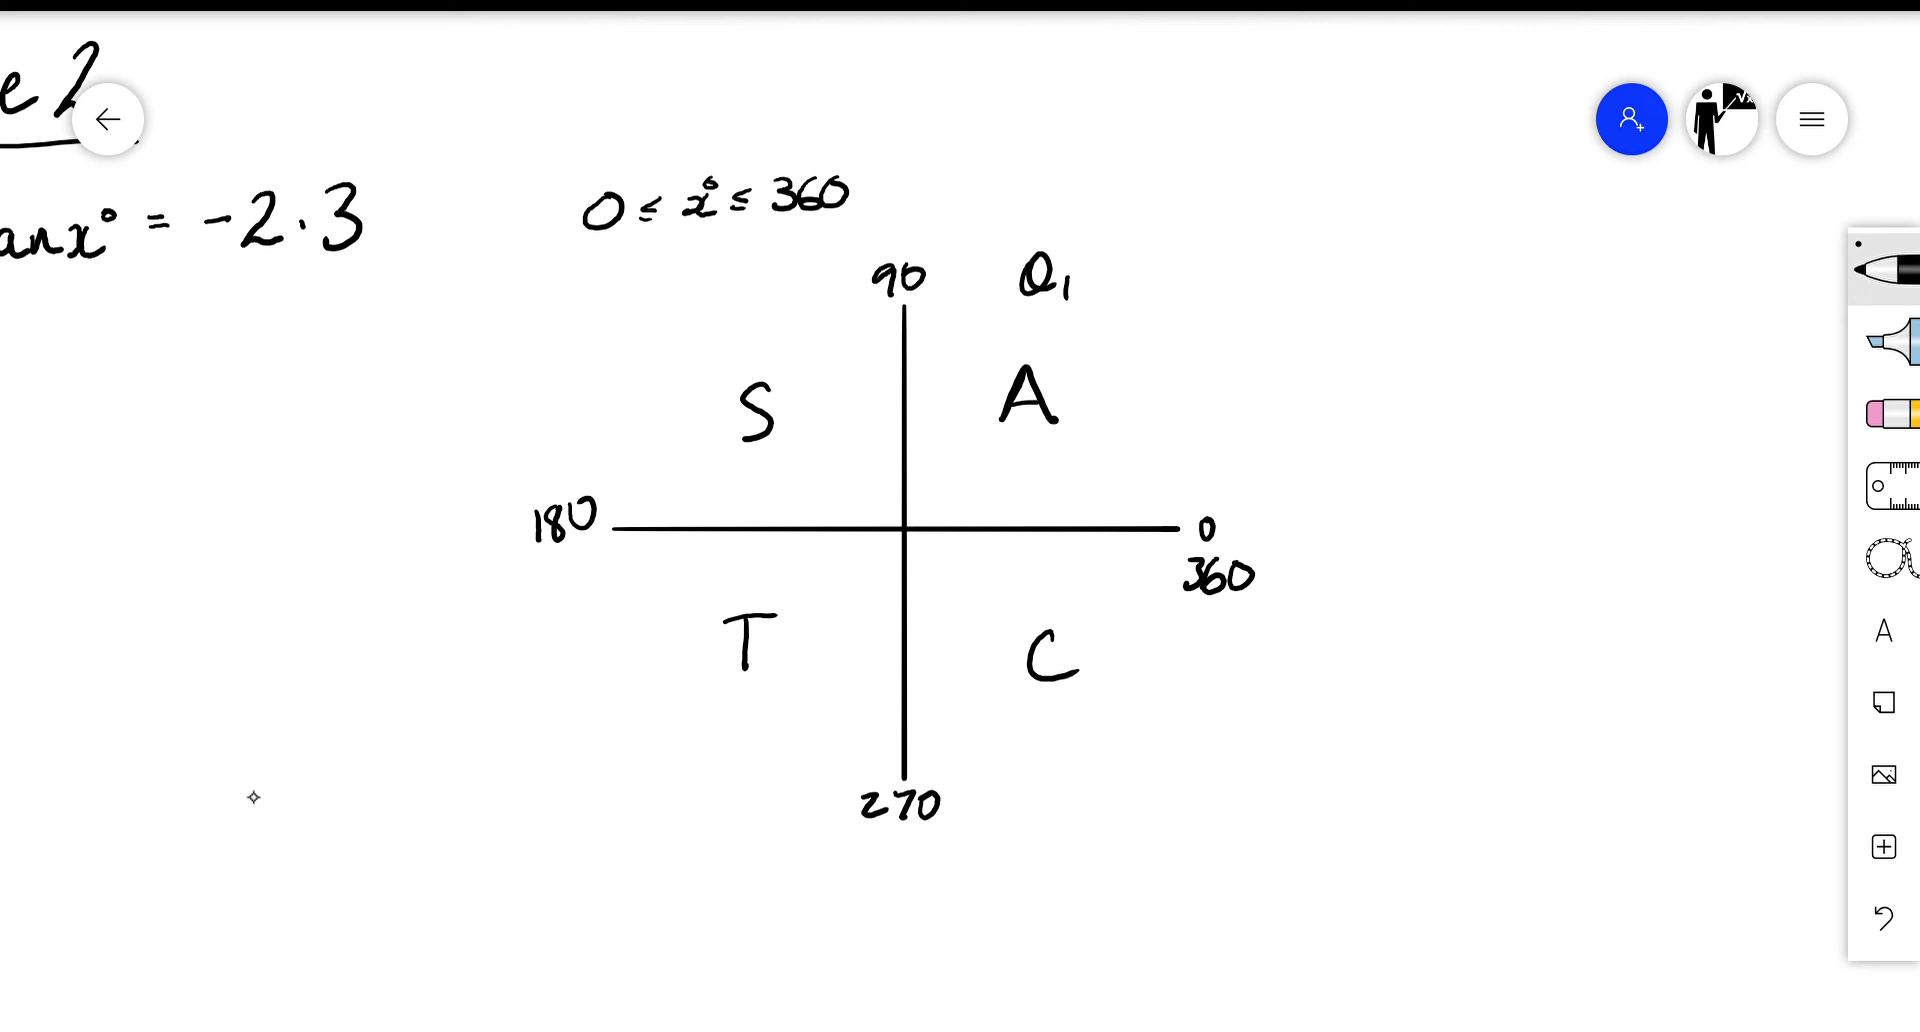 e 2
anx° = -2.3
0 ≤ x° ≤ 360
90 Q1
S A
180 0
360
T C
270
√x
A